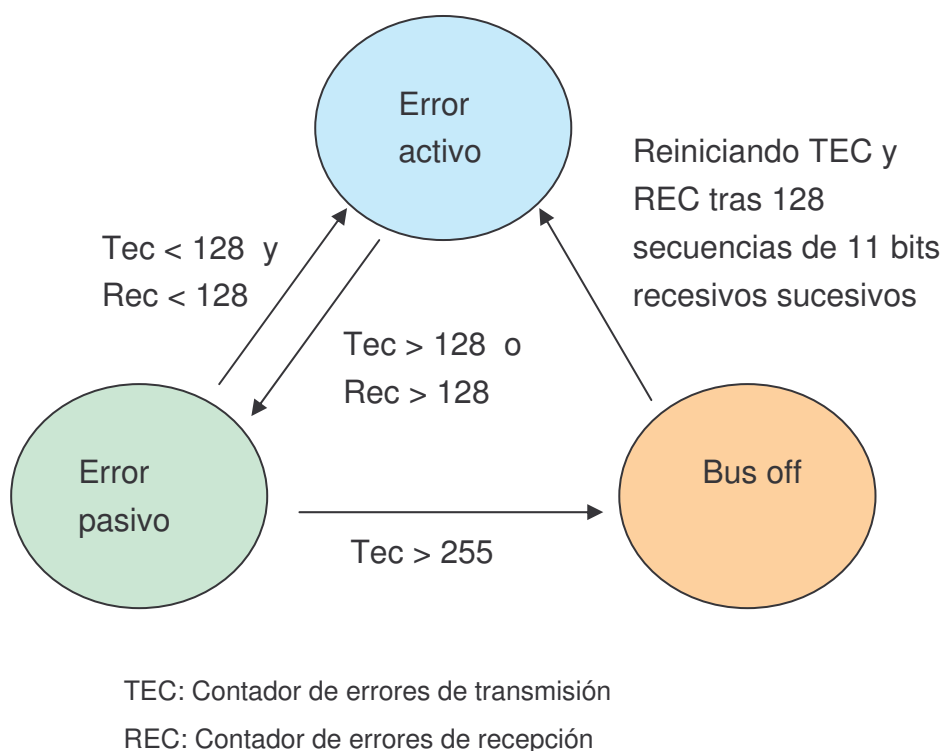 Error
activo
Reiniciando TEC y
REC tras 128
secuencias de 11 bits
recesivos sucesivos
Tec < 128 y
Rec < 128
Tec > 128 o
Rec > 128
Error
pasivo
Bus off
Tec > 255
TEC: Contador de errores de transmisión
REC: Contador de errores de recepción